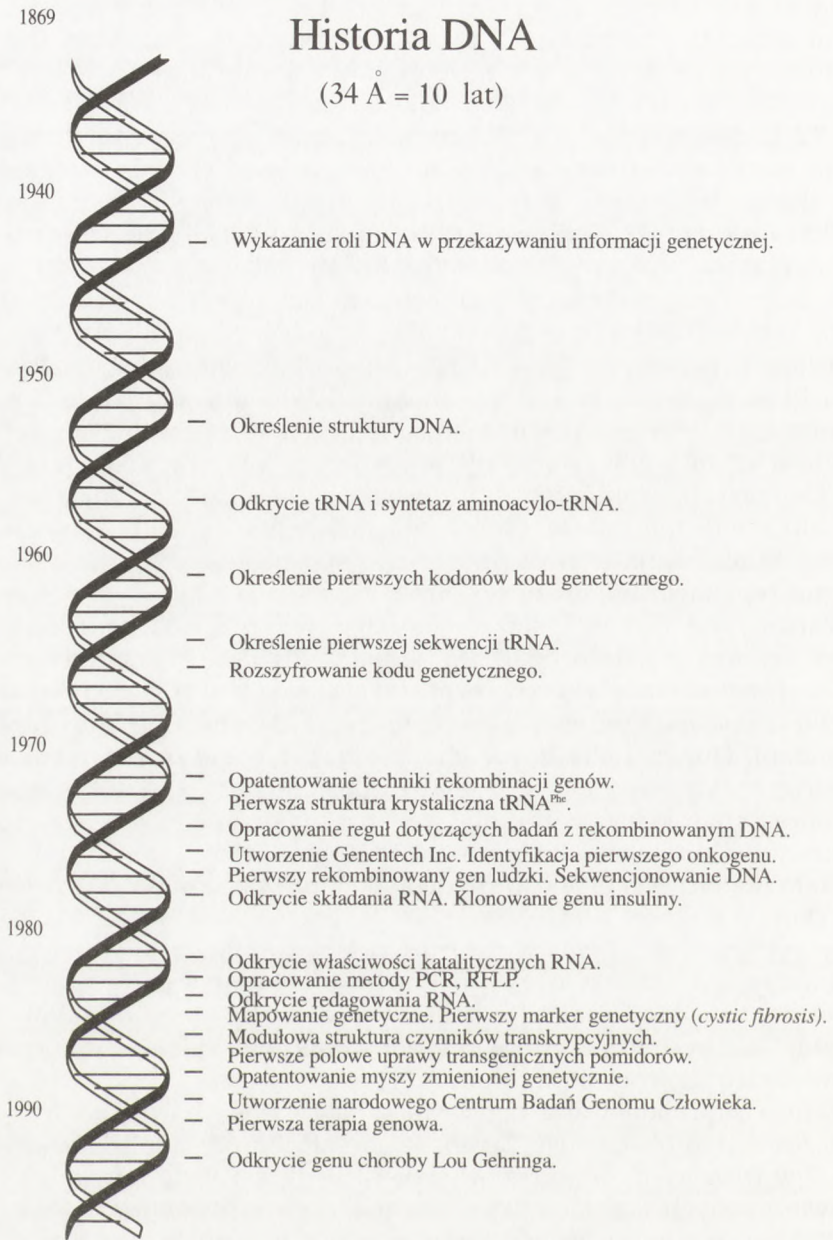 1869
Historia DNA
(34 Å = 10 lat)
1940
Wykazanie roli DNA w przekazywaniu informacji genetycznej.
1950
Określenie struktury DNA.
Odkrycie tRNA i syntetaz aminoacylo-tRNA.
1960
Określenie pierwszych kodonów kodu genetycznego.
Określenie pierwszej sekwencji tRNA.
Rozszyfrowanie kodu genetycznego.
1970
Opatentowanie techniki rekombinacji genów.
Pierwsza struktura krystaliczna tRNAᴾʰᵉ.
Opracowanie reguł dotyczących badań z rekombinowanym DNA.
Utworzenie Genentech Inc. Identyfikacja pierwszego onkogenu.
Pierwszy rekombinowany gen ludzki. Sekwencjonowanie DNA.
Odkrycie składania RNA. Klonowanie genu insuliny.
1980
Odkrycie właściwości katalitycznych RNA.
Opracowanie metody PCR, RFLP.
Odkrycie redagowania RNA.
Mapowanie genetyczne. Pierwszy marker genetyczny (cystic fibrosis).
Modułowa struktura czynników transkrypcyjnych.
Pierwsze polowe uprawy transgenicznych pomidorów.
Opatentowanie myszy zmienionej genetycznie.
1990
Utworzenie narodowego Centrum Badań Genomu Człowieka.
Pierwsza terapia genowa.
Odkrycie genu choroby Lou Gehringa.